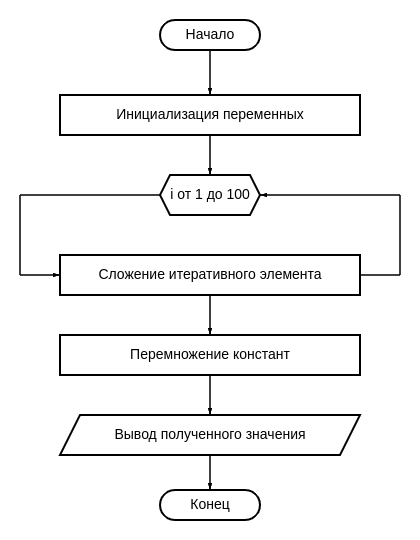 Начало
Инициализация переменных
i от 1 до 100
Сложение итеративного элемента
Перемножение констант
Вывод полученного значения
Конец